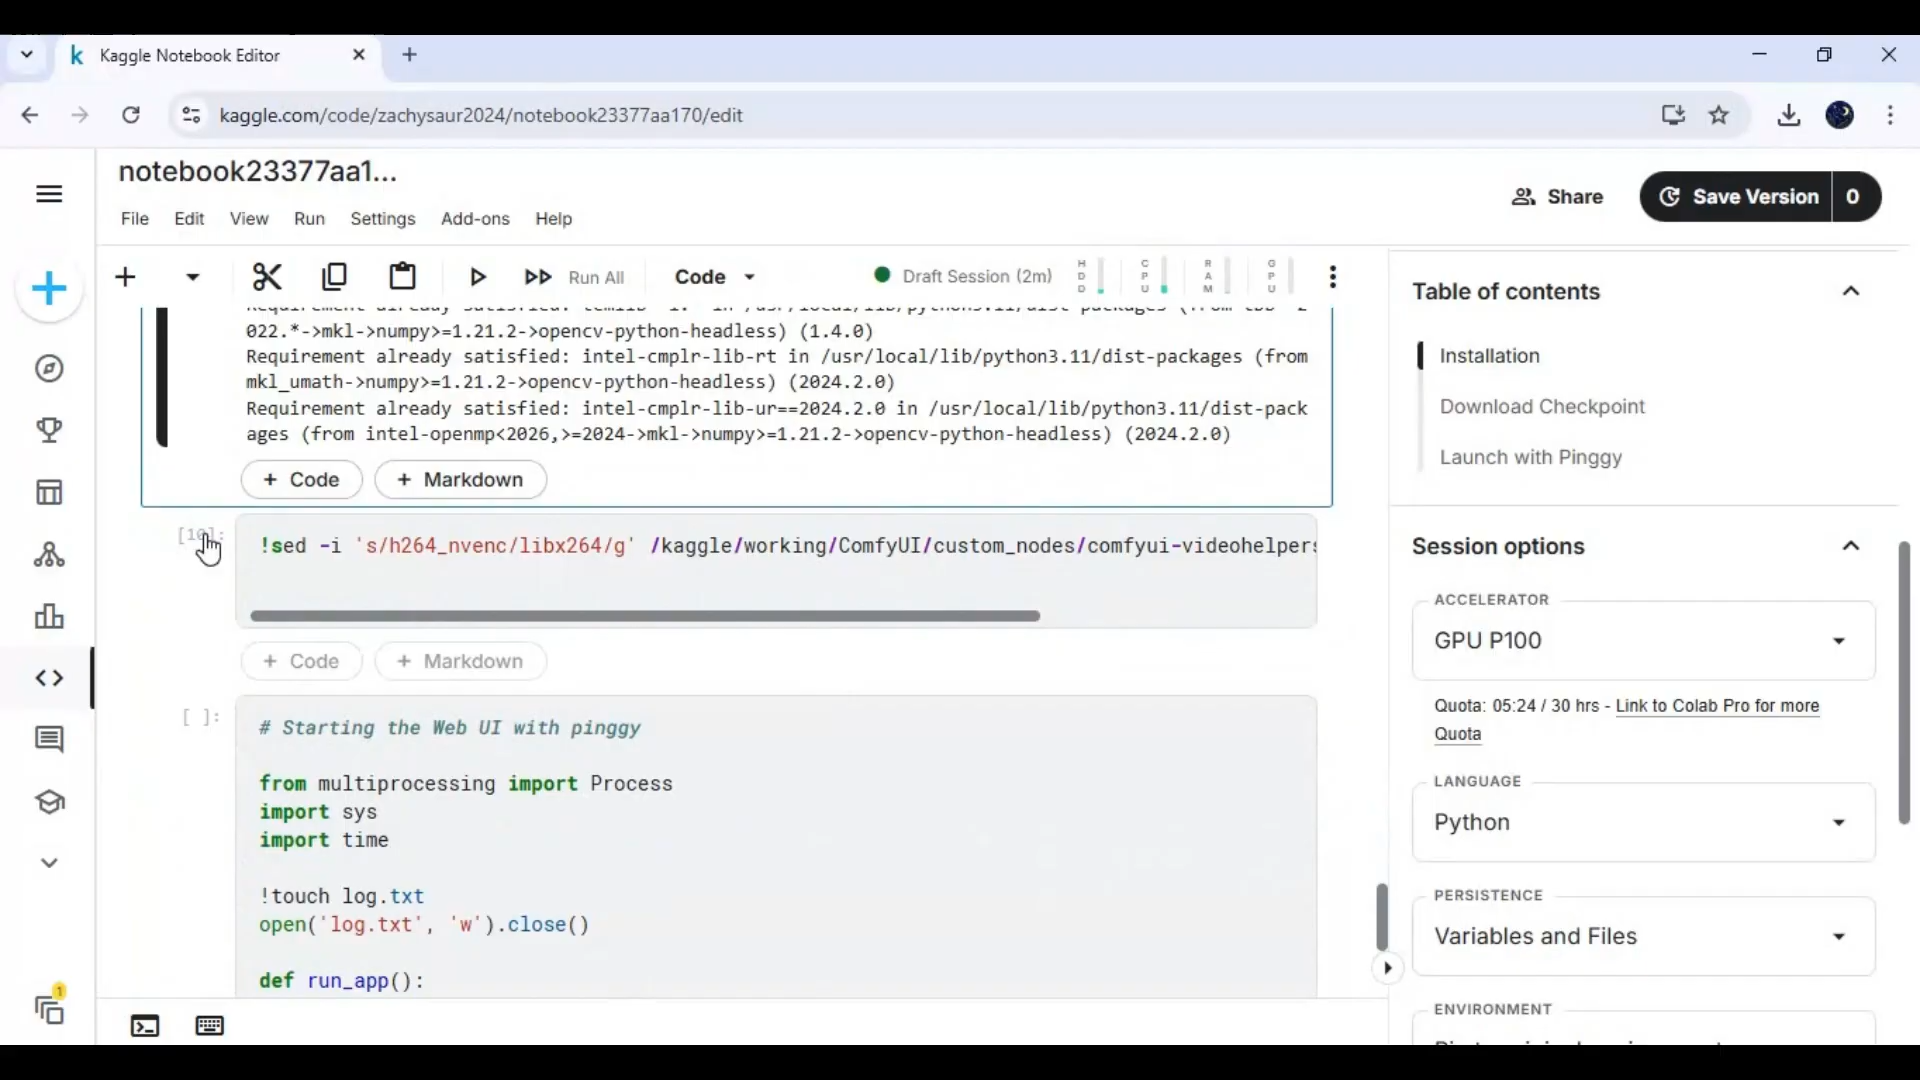 Kaggle Notebook Editor
kaggle.com/code/zachysaur2024/notebook23377aa170/edit
notebook23377aa1...
File Edit View Run Settings Add-ons Help
Share
Save Version 0
Run All
Code
Draft Session (2m)
HDD
CPU
RAM
GPU
022.*->mkl->numpy>=1.21.2->opencv-python-headless) (1.4.0)
Requirement already satisfied: intel-cmplr-lib-rt in /usr/local/lib/python3.11/dist-packages (from
mkl_umath->numpy>=1.21.2->opencv-python-headless) (2024.2.0)
Requirement already satisfied: intel-cmplr-lib-ur==2024.2.0 in /usr/local/lib/python3.11/dist-pack
ages (from intel-openmp<2026,>=2024->mkl->numpy>=1.21.2->opencv-python-headless) (2024.2.0)
+ Code + Markdown
[10]:
!sed -i 's/h264_nvenc/libx264/g' /kaggle/working/ComfyUI/custom_nodes/comfyui-videohelpers
+ Code + Markdown
[ ]:
# Starting the Web UI with pinggy
from multiprocessing import Process
import sys
import time
!touch log.txt
open('log.txt', 'w').close()
def run_app():
Table of contents
Installation
Download Checkpoint
Launch with Pinggy
Session options
ACCELERATOR
GPU P100
Quota: 05:24 / 30 hrs - Link to Colab Pro for more
Quota
LANGUAGE
Python
PERSISTENCE
Variables and Files
ENVIRONMENT
1